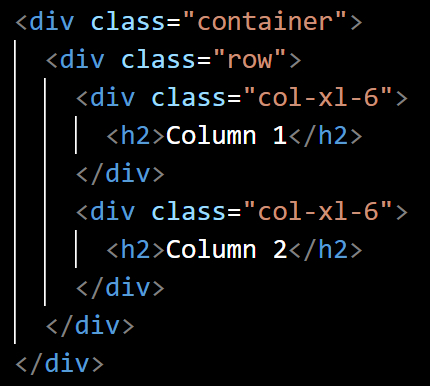 <div class="container">
  <div class="row">
    <div class="col-xl-6">
      <h2>Column 1</h2>
    </div>
    <div class="col-xl-6">
      <h2>Column 2</h2>
    </div>
  </div>
</div>